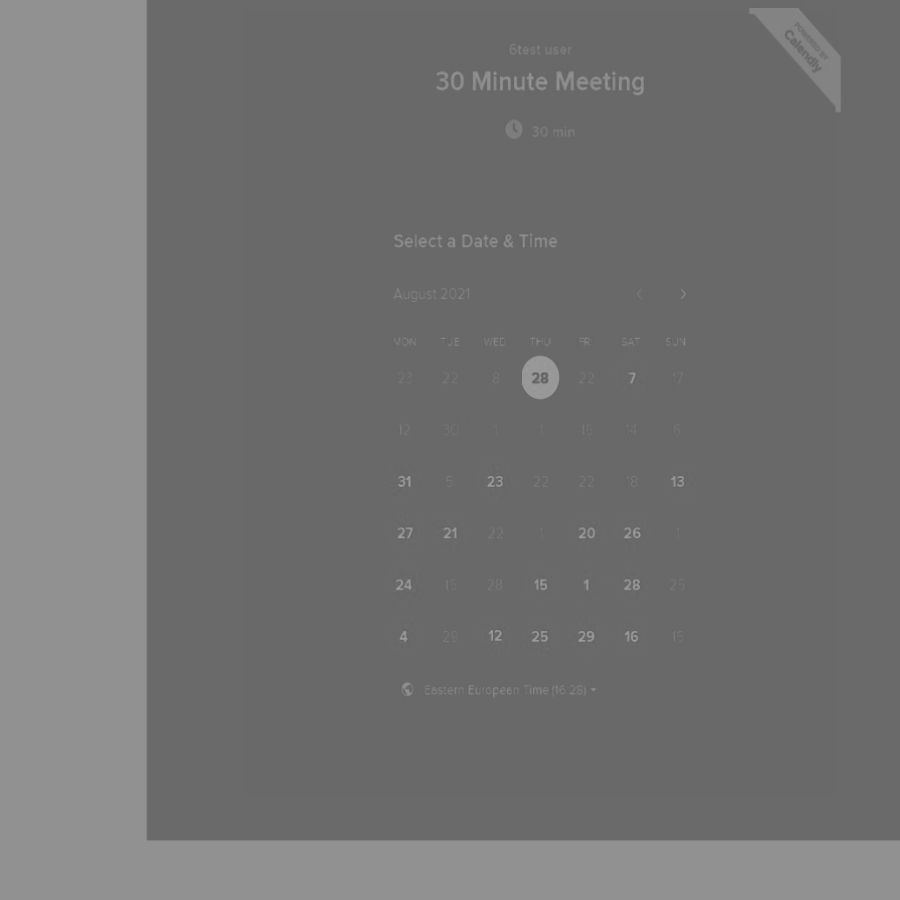 6test user
POWERED BY
Calendly
30 Minute Meeting
30 min
Select a Date & Time
August 2021
MON TUE WED THU FRI SAT SUN
23 22 8 28 22 7 17
12 30 1 1 15 14 6
31 5 23 22 22 18 13
27 21 22 1 20 26 1
24 15 28 15 1 28 25
4 29 12 25 29 16 15
Eastern European Time (16:28)